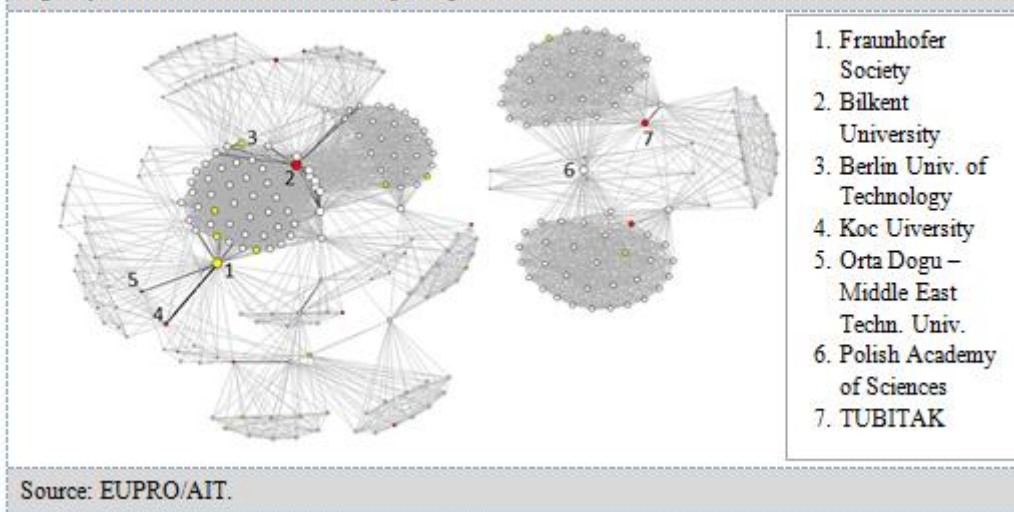 3
2
1
5
4
7
6
1. Fraunhofer
Society
2. Bilkent
University
3. Berlin Univ. of
Technology
4. Koc Uiversity
5. Orta Dogu –
Middle East
Techn. Univ.
6. Polish Academy
of Sciences
7. TUBITAK
Source: EUPRO/AIT.